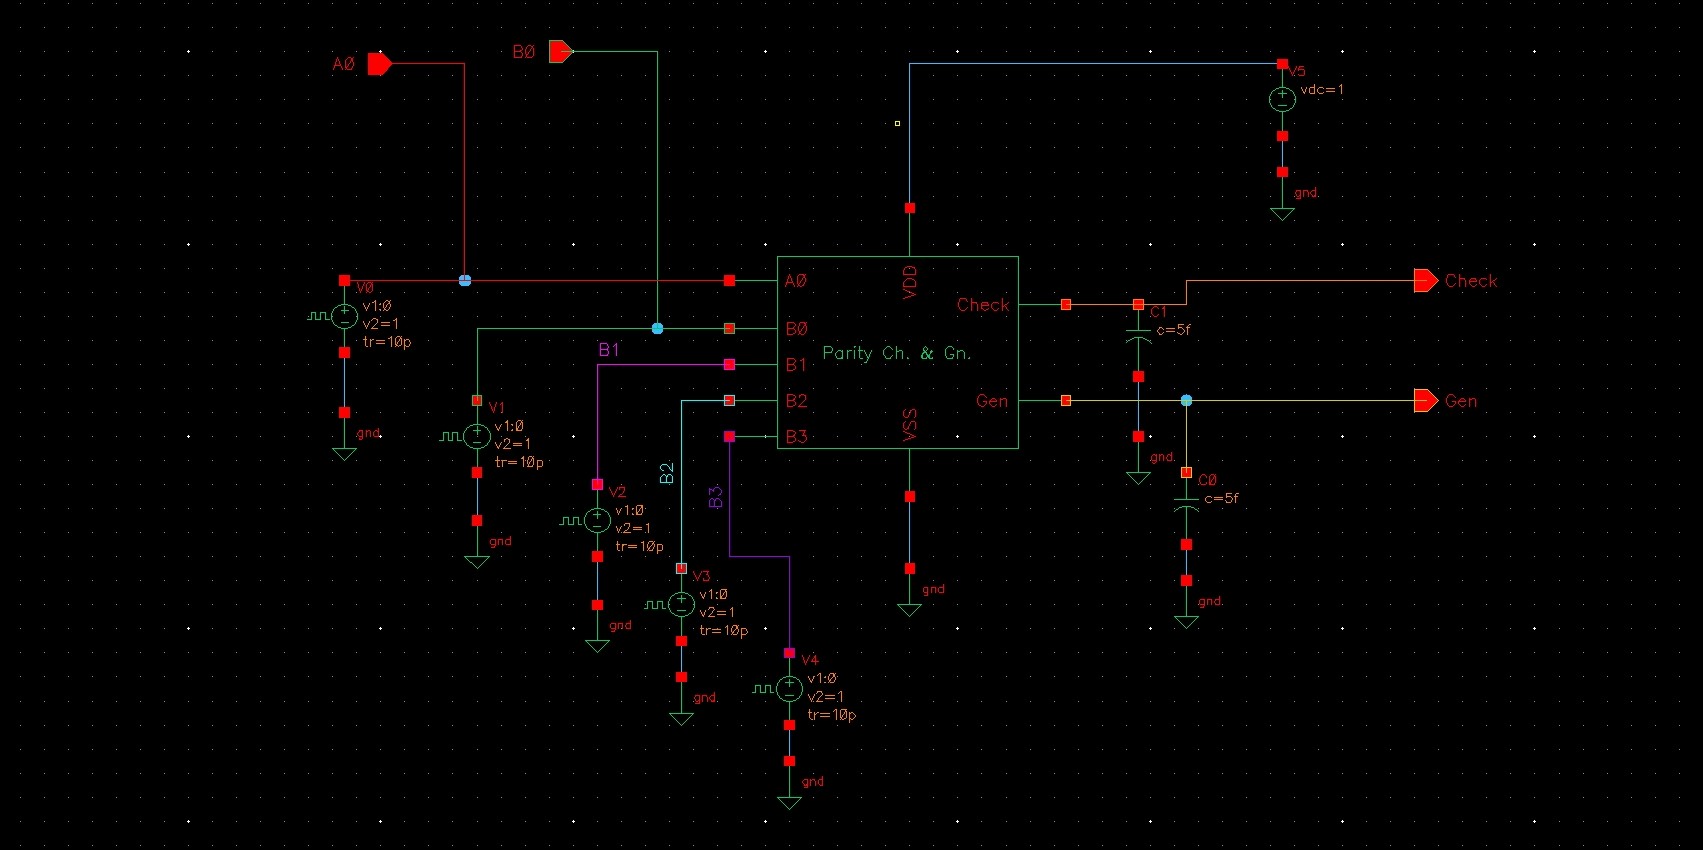 B0
A0
V5
vdc=1
gnd
A0
VDD
Check
V0
v1:0
v2=1
tr=10p
Check
C1
c=5f
B0
B1
Parity Ch. & Gn.
B1
B2
Gen
Gen
V1
v1:0
v2=1
tr=10p
gnd
VSS
B3
gnd
B2
C0
c=5f
B3
V2
v1:0
v2=1
tr=10p
gnd
V3
v1:0
v2=1
tr=10p
gnd
gnd
gnd
V4
v1:0
v2=1
tr=10p
gnd
gnd